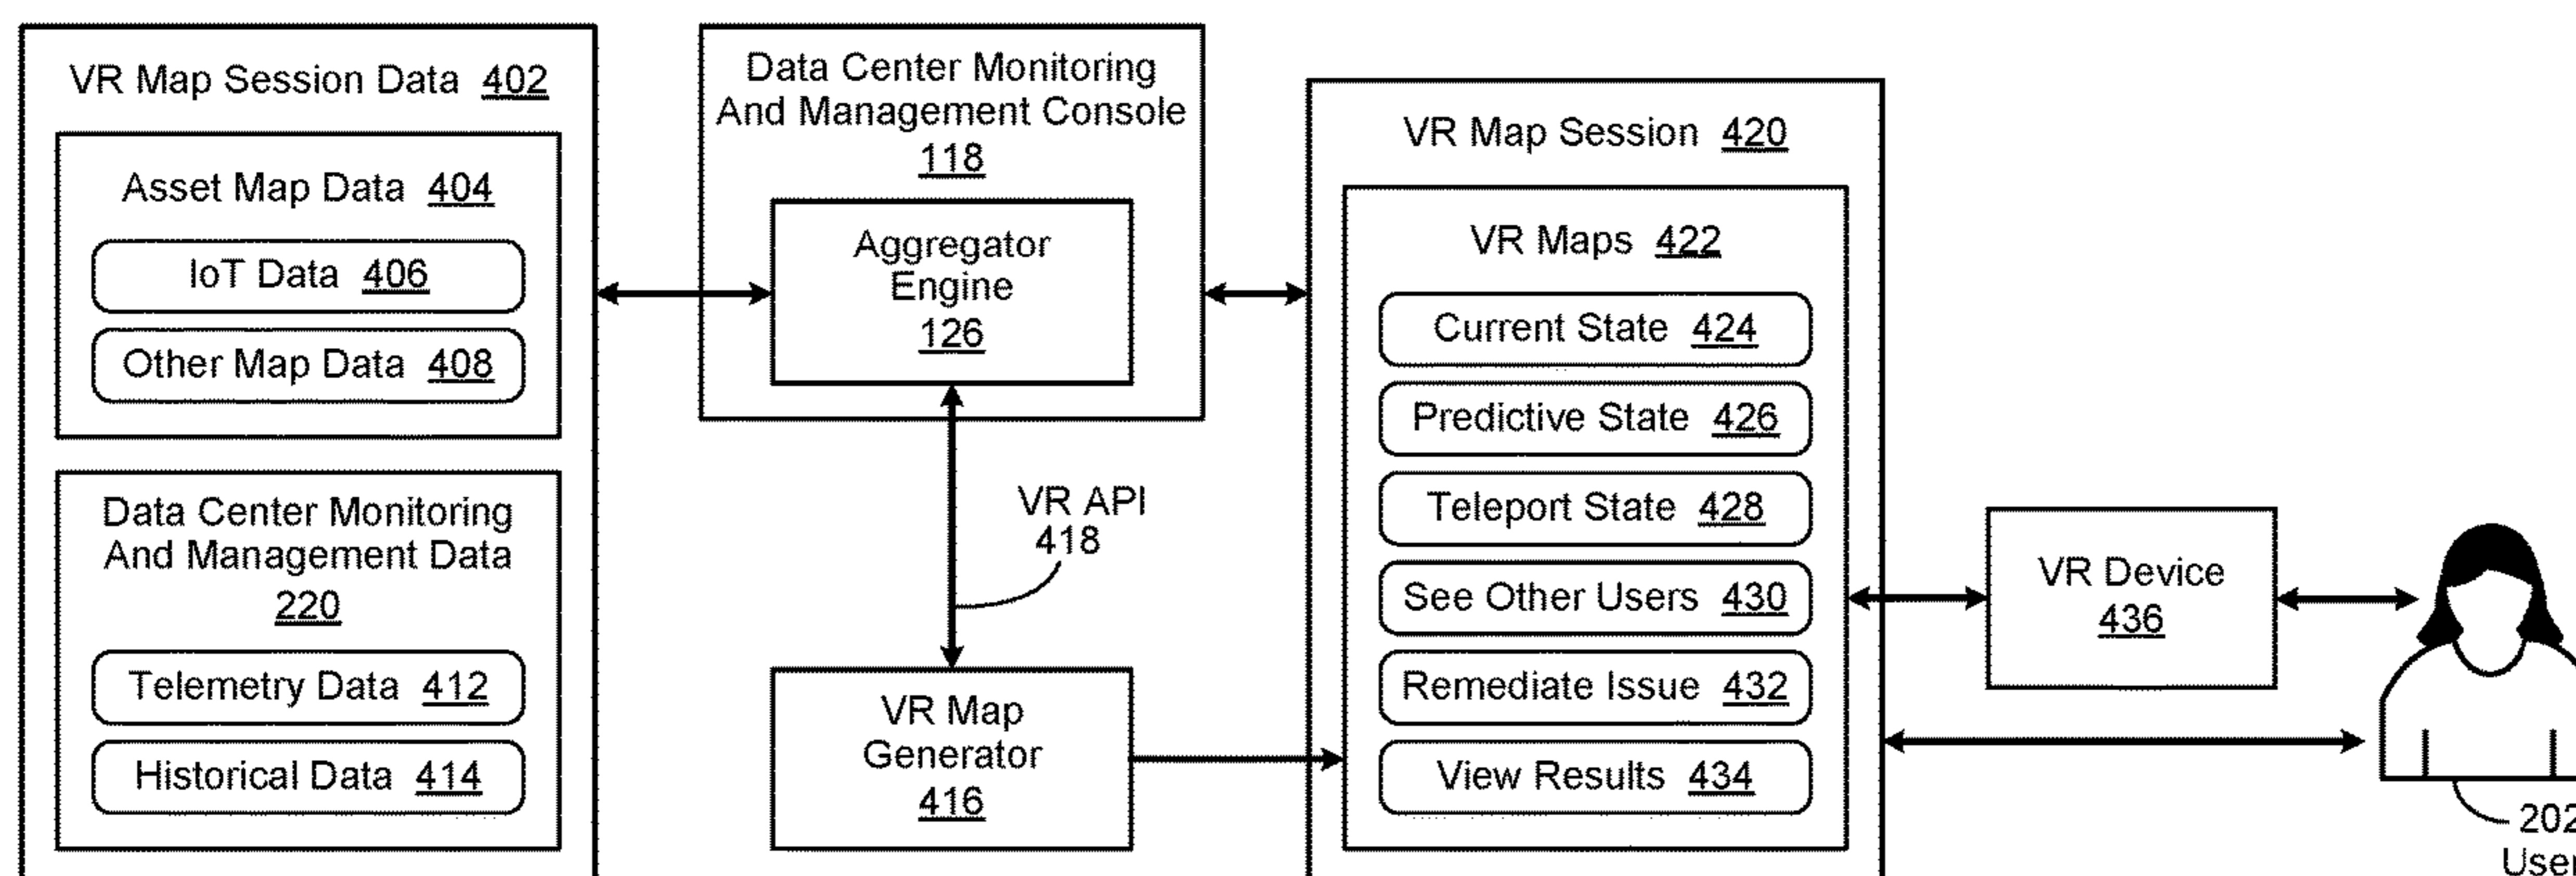 VR Map Session Data 402
Asset Map Data 404
IoT Data 406
Other Map Data 408
Data Center Monitoring
And Management Data
220
Telemetry Data 412
Historical Data 414
Data Center Monitoring
And Management Console
118
Aggregator
Engine
126
VR API
418
VR Map
Generator
416
VR Map Session 420
VR Maps 422
Current State 424
Predictive State 426
Teleport State 428
See Other Users 430
Remediate Issue 432
View Results 434
VR Device
436
202
User